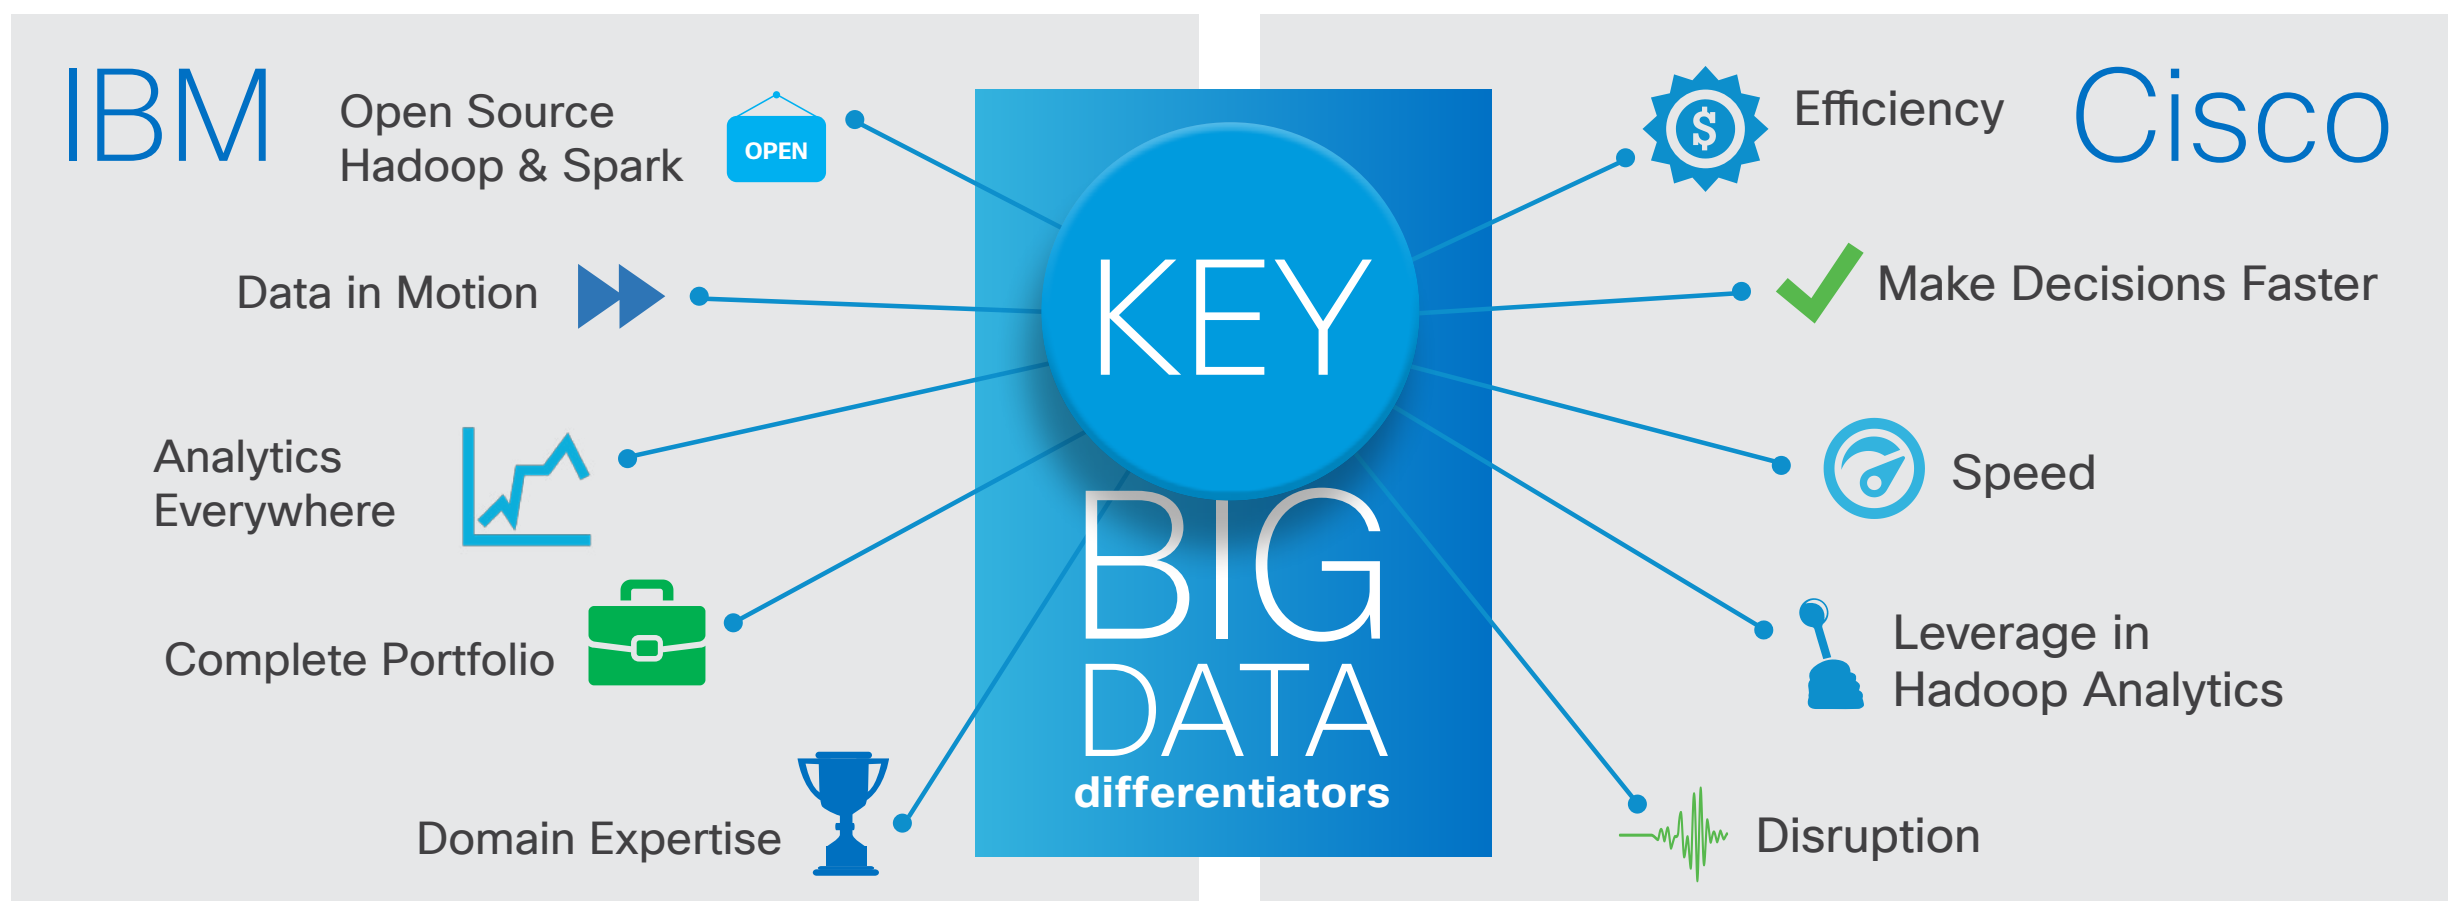 IBM
Open Source
Hadoop & Spark
OPEN
Data in Motion
Analytics
Everywhere
Complete Portfolio
Domain Expertise
KEY
BIG
DATA
differentiators
Cisco
$
Efficiency
Make Decisions Faster
Speed
Leverage in
Hadoop Analytics
Disruption